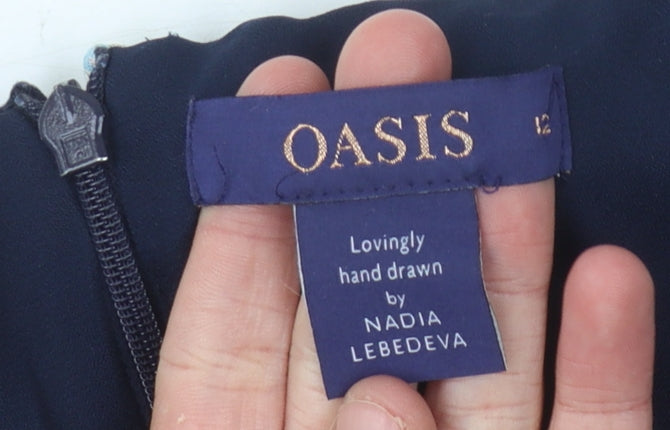 OASIS 12
Lovingly
hand drawn
by
NADIA
LEBEDEVA